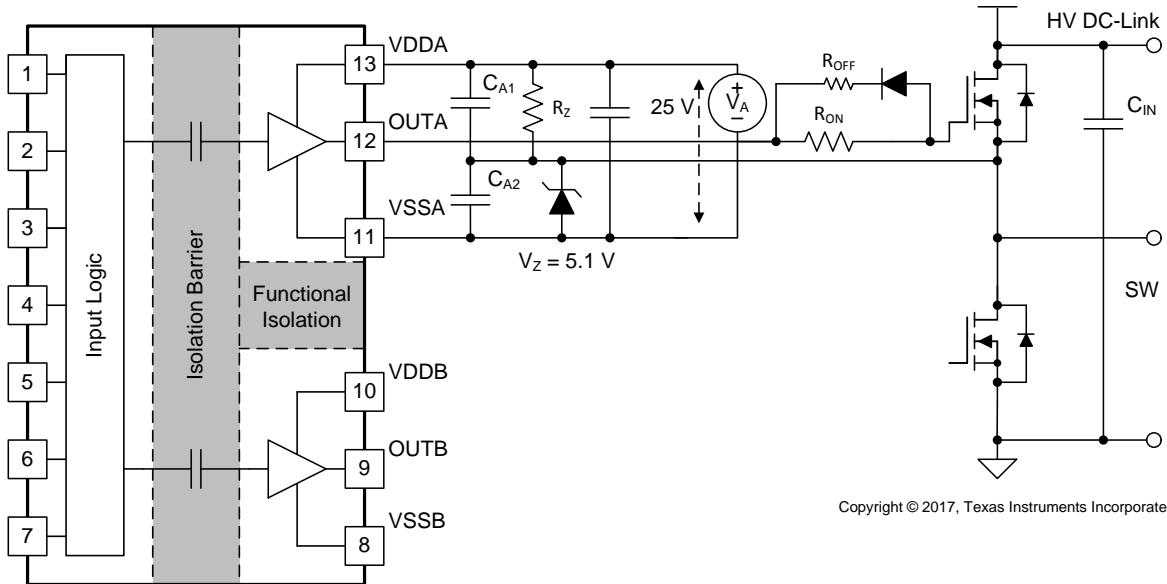 1
2
3
4
5
6
7
Input Logic
Isolation Barrier
Functional
Isolation
VDDA
13
OUTA
12
VSSA
11
VDDB
10
OUTB
9
VSSB
8
CA1
RZ
CA2
VZ = 5.1 V
25 V
+
VA
–
ROFF
RON
HV DC-Link
CIN
SW
Copyright © 2017, Texas Instruments Incorporate